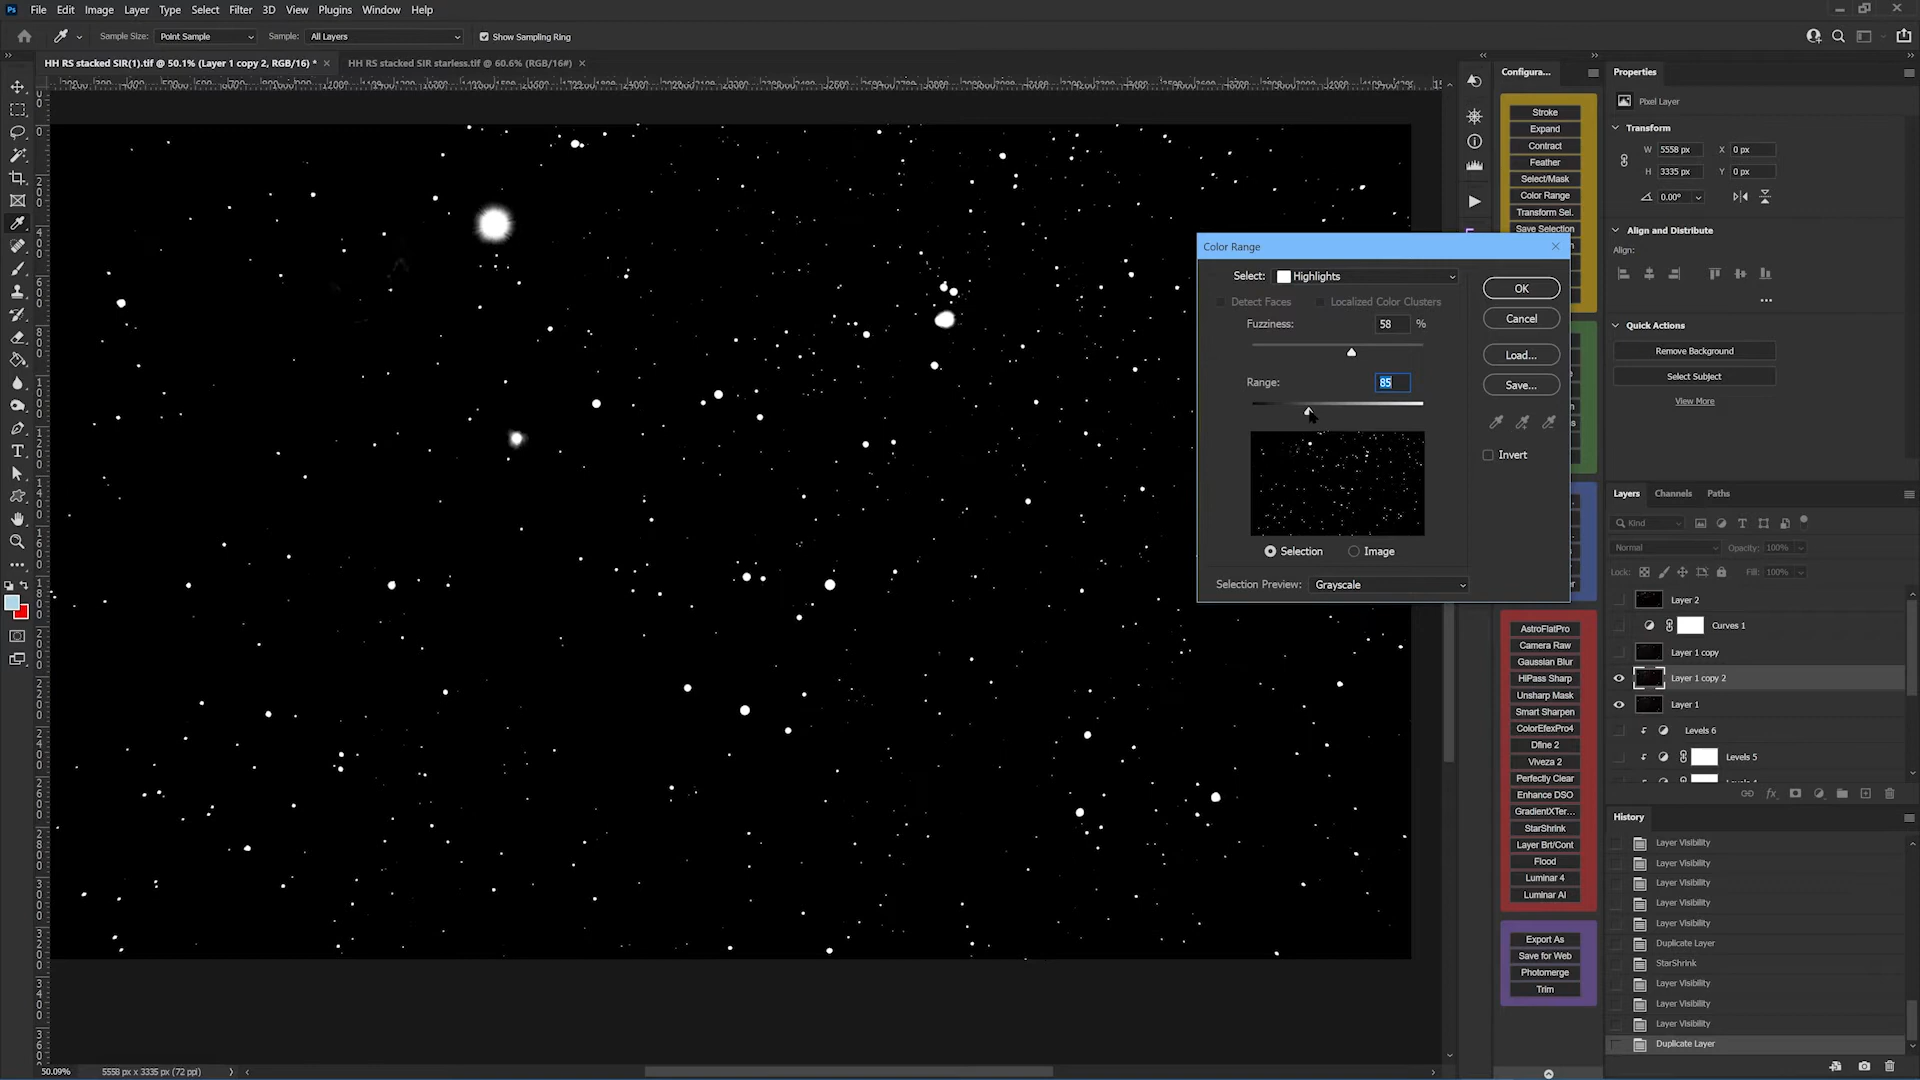 Ps File Edit Image Layer Type Select Filter 3D View Plugins Window Help
Sample Size: Point Sample Sample: All Layers Show Sampling Ring
HH RS stacked SIR(1).tif @ 50.1% (Layer 1 copy 2, RGB/16) * ×
HH RS stacked SIR starless.tif @ 60.6% (RGB/16#) ×
Configura...
Stroke
Expand
Contract
Feather
Select/Mask
Color Range
Transform Sel.
Save Selection
Color Range
Select: Highlights
Detect Faces Localized Color Clusters
Fuzziness: 58 %
Range: 85
Selection Image
Selection Preview: Grayscale
OK
Cancel
Load...
Save...
Invert
AstroFlatPro
Camera Raw
Gaussian Blur
HiPass Sharp
Unsharp Mask
Smart Sharpen
ColorEfexPro4
Dfine 2
Viveza 2
Perfectly Clear
Enhance DSO
GradientXTer...
StarShrink
Layer Brt/Cont
Flood
Luminar 4
Luminar AI
Export As
Save for Web
Photomerge
Trim
Properties
Pixel Layer
Transform
W 5558 px X 0 px
H 3335 px Y 0 px
0.00°
Align and Distribute
Align:
Quick Actions
Remove Background
Select Subject
View More
Layers Channels Paths
Kind
Normal Opacity: 100%
Lock: Fill: 100%
Layer 2
Curves 1
Layer 1 copy
Layer 1 copy 2
Layer 1
Levels 6
Levels 5
History
Layer Visibility
Layer Visibility
Layer Visibility
Layer Visibility
Layer Visibility
Duplicate Layer
StarShrink
Layer Visibility
Layer Visibility
Layer Visibility
Duplicate Layer
50.09% 5558 px x 3335 px (72 ppi)